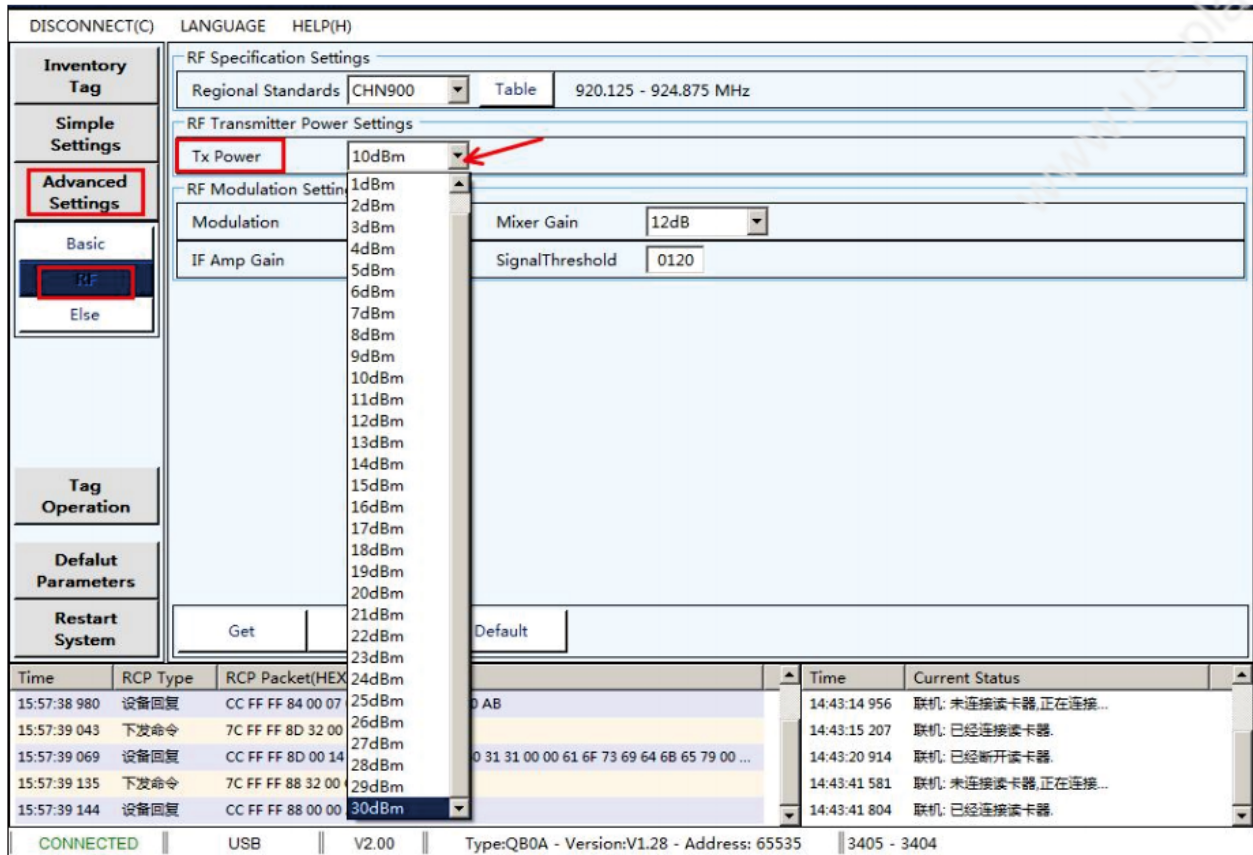 DISCONNECT(C) LANGUAGE HELP(H)
Inventory
Tag
Simple
Settings
Advanced
Settings
Basic
RF
Else
Tag
Operation
Defalut
Parameters
Restart
System
RF Specification Settings
Regional Standards CHN900 Table 920.125 - 924.875 MHz
RF Transmitter Power Settings
Tx Power 10dBm
RF Modulation
Modulation Mixer Gain 12dB
IF Amp Gain SignalThreshold 0120
1dBm
2dBm
3dBm
4dBm
5dBm
6dBm
7dBm
8dBm
9dBm
10dBm
11dBm
12dBm
13dBm
14dBm
15dBm
16dBm
17dBm
18dBm
19dBm
20dBm
21dBm
22dBm
23dBm
24dBm
25dBm
26dBm
27dBm
28dBm
29dBm
30dBm
Get Default
Time RCP Type RCP Packet(HEX
15:57:38 980 设备回复 CC FF FF 84 00 07 AB
15:57:39 043 下发命令 7C FF FF 8D 32 00
15:57:39 069 设备回复 CC FF FF 8D 00 14 31 31 00 00 61 6F 73 69 64 6B 65 79 00 ...
15:57:39 135 下发命令 7C FF FF 88 32 00
15:57:39 144 设备回复 CC FF FF 88 00 00
Time Current Status
14:43:14 956 联机: 未连接读卡器,正在连接...
14:43:15 207 联机: 已经连接读卡器.
14:43:20 914 联机: 已经断开读卡器.
14:43:41 581 联机: 未连接读卡器,正在连接...
14:43:41 804 联机: 已经连接读卡器.
CONNECTED USB V2.00 Type:QB0A - Version:V1.28 - Address: 65535 3405 - 3404